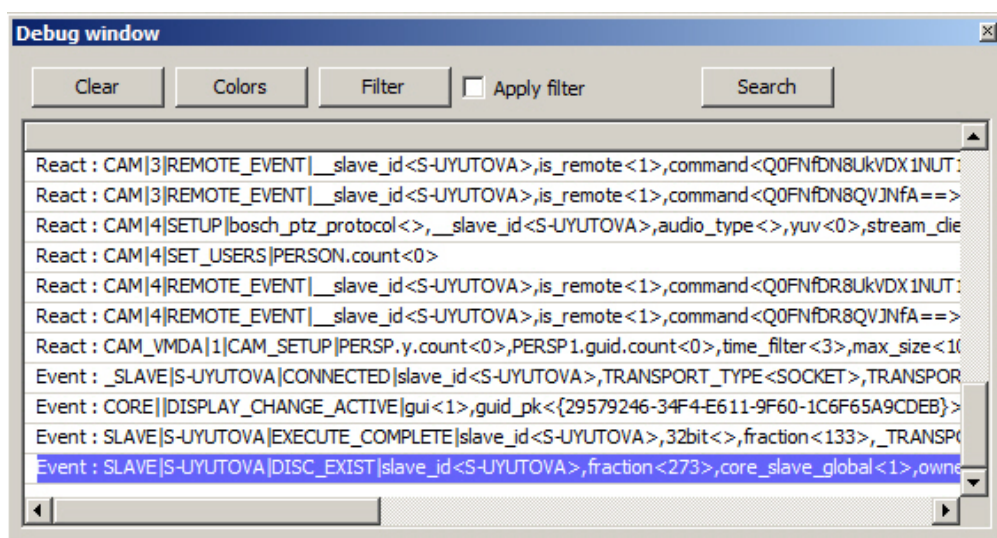 Debug window
Clear
Colors
Filter
Apply filter
Search
React : CAM|3|REMOTE_EVENT|__slave_id<S-UYUTOVA>,is_remote<1>,command<Q0FNfDN8UkVDX1NUT1
React : CAM|3|REMOTE_EVENT|__slave_id<S-UYUTOVA>,is_remote<1>,command<Q0FNfDN8QVJNfA==>
React : CAM|4|SETUP|bosch_ptz_protocol<>,__slave_id<S-UYUTOVA>,audio_type<>,yuv<0>,stream_clie
React : CAM|4|SET_USERS|PERSON.count<0>
React : CAM|4|REMOTE_EVENT|__slave_id<S-UYUTOVA>,is_remote<1>,command<Q0FNfDR8UkVDX1NUT1
React : CAM|4|REMOTE_EVENT|__slave_id<S-UYUTOVA>,is_remote<1>,command<Q0FNfDR8QVJNfA==>
React : CAM_VMDA|1|CAM_SETUP|PERSP.y.count<0>,PERSP1.guid.count<0>,time_filter<3>,max_size<10
Event : _SLAVE|S-UYUTOVA|CONNECTED|slave_id<S-UYUTOVA>,TRANSPORT_TYPE<SOCKET>,TRANSPOR
Event : CORE||DISPLAY_CHANGE_ACTIVE|gui<1>,guid_pk<{29579246-34F4-E611-9F60-1C6F65A9CDEB}>
Event : SLAVE|S-UYUTOVA|EXECUTE_COMPLETE|slave_id<S-UYUTOVA>,32bit<>,fraction<133>,_TRANSPO
Event : SLAVE|S-UYUTOVA|DISC_EXIST|slave_id<S-UYUTOVA>,fraction<273>,core_slave_global<1>,owne